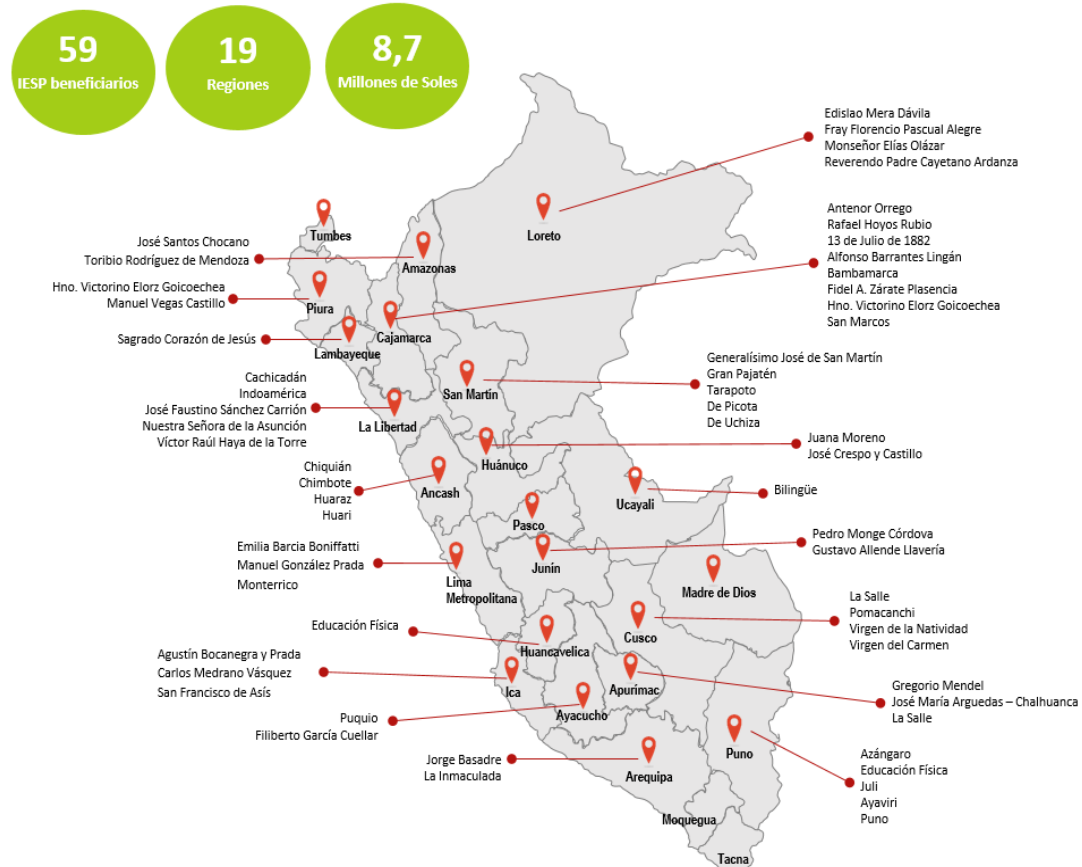 59
IESP beneficiarios
19
Regiones
8,7
Millones de Soles
Edislao Mera Dávila
Fray Florencio Pascual Alegre
Monseñor Elías Olázar
Reverendo Padre Cayetano Ardanza
Loreto
Tumbes
José Santos Chocano
Toribio Rodríguez de Mendoza
Amazonas
Antenor Orrego
Rafael Hoyos Rubio
13 de Julio de 1882
Alfonso Barrantes Lingán
Bambamarca
Fidel A. Zárate Plasencia
Hno. Victorino Elorz Goicoechea
San Marcos
Cajamarca
Hno. Victorino Elorz Goicoechea
Manuel Vegas Castillo
Piura
Sagrado Corazón de Jesús
Lambayeque
Generalísimo José de San Martín
Gran Pajatén
Tarapoto
De Picota
De Uchiza
San Martín
Cachicadán
Indoamérica
José Faustino Sánchez Carrión
Nuestra Señora de la Asunción
Víctor Raúl Haya de la Torre
La Libertad
Juana Moreno
José Crespo y Castillo
Huánuco
Chiquián
Chimbote
Huaraz
Huari
Ancash
Bilingüe
Ucayali
Pasco
Emilia Barcia Boniffatti
Manuel González Prada
Monterrico
Lima
Metropolitana
Pedro Monge Córdova
Gustavo Allende Llavería
Junín
Madre de Dios
La Salle
Pomacanchi
Virgen de la Natividad
Virgen del Carmen
Cusco
Educación Física
Huancavelica
Agustín Bocanegra y Prada
Carlos Medrano Vásquez
San Francisco de Asís
Ica
Gregorio Mendel
José María Arguedas – Chalhuanca
La Salle
Apurímac
Puquio
Filiberto García Cuellar
Ayacucho
Jorge Basadre
La Inmaculada
Arequipa
Azángaro
Educación Física
Juli
Ayaviri
Puno
Puno
Moquegua
Tacna